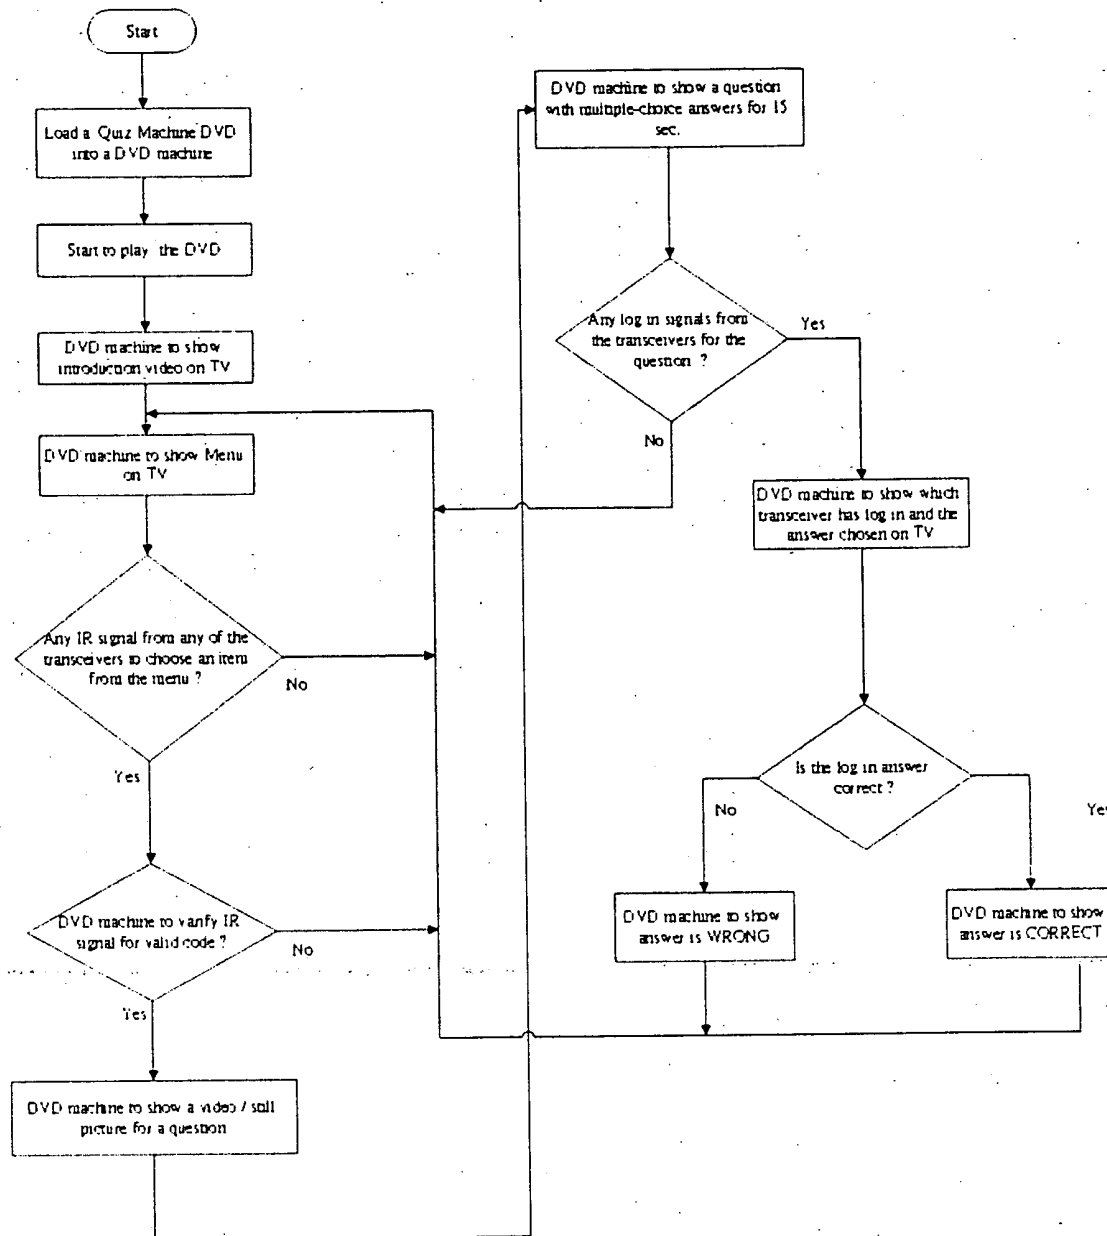 Start
Load a Quiz Machine DVD
into a DVD machine
Start to play the DVD
DVD machine to show
introduction video on TV
DVD machine to show Menu
on TV
Any IR signal from any of the
transceivers to choose an item
from the menu ?
No
Yes
DVD machine to varify IR
signal for valid code ?
No
Yes
DVD machine to show a video / still
picture for a question
DVD machine to show a question
with multiple-choice answers for 15
sec.
Any log in signals from
the transceivers for the
question ?
Yes
No
DVD machine to show which
transceiver has log in and the
answer chosen on TV
Is the log in answer
correct ?
No
Yes
DVD machine to show
answer is WRONG
DVD machine to show
answer is CORRECT